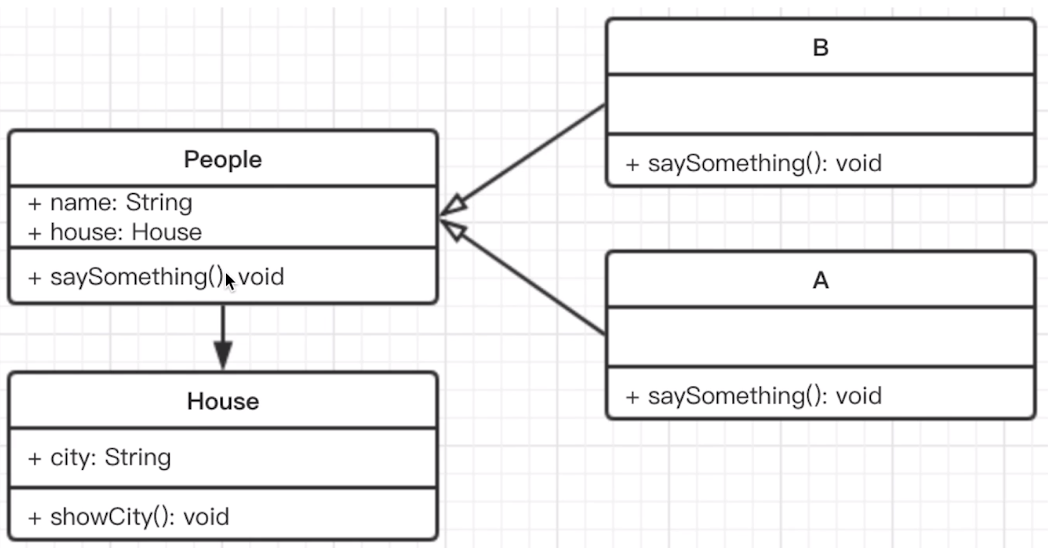 People
+ name: String
+ house: House
+ saySomething(): void
House
+ city: String
+ showCity(): void
B
+ saySomething(): void
A
+ saySomething(): void